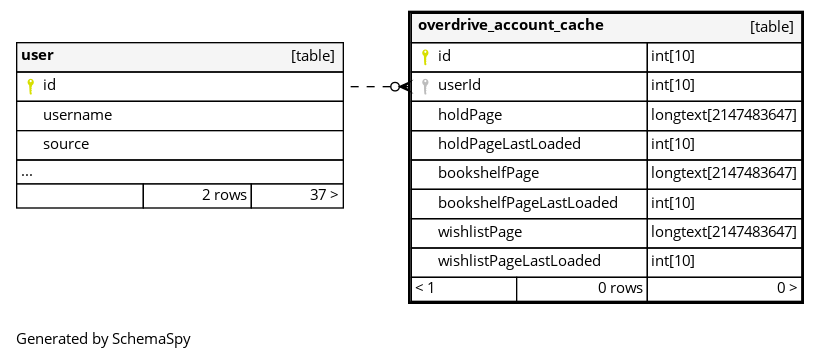 user [table]
id
username
source
...
2 rows 37 >
overdrive_account_cache [table]
id int[10]
userId int[10]
holdPage longtext[2147483647]
holdPageLastLoaded int[10]
bookshelfPage longtext[2147483647]
bookshelfPageLastLoaded int[10]
wishlistPage longtext[2147483647]
wishlistPageLastLoaded int[10]
< 1 0 rows 0 >
Generated by SchemaSpy